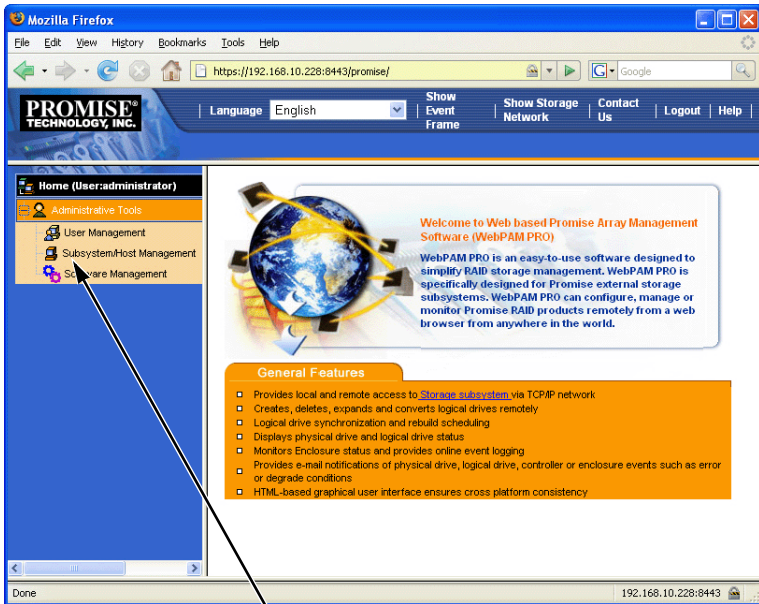 Mozilla Firefox
File Edit View History Bookmarks Tools Help
https://192.168.10.228:8443/promise/
G Google
PROMISE®
TECHNOLOGY, INC.
Language English
Show Event Frame
Show Storage Network
Contact Us
Logout
Help
Home (User:administrator)
Administrative Tools
User Management
Subsystem/Host Management
Welcome to Web based Promise Array Management
Software (WebPAM PRO)
WebPAM PRO is an easy-to-use software designed to
simplify RAID storage management. WebPAM PRO is
specifically designed for Promise external storage
subsystems. WebPAM PRO can configure, manage or
monitor Promise RAID products remotely from a web
browser from anywhere in the world.
General Features
Provides local and remote access to Storage subsystem via TCP/IP network
Creates, deletes, expands and converts logical drives remotely
Logical drive synchronization and rebuild scheduling
Displays physical drive and logical drive status
Monitors Enclosure status and provides online event logging
Provides e-mail notifications of physical drive, logical drive, controller or enclosure events such as error
or degrade conditions
HTML-based graphical user interface ensures cross platform consistency
Software Management
Done
192.168.10.228:8443